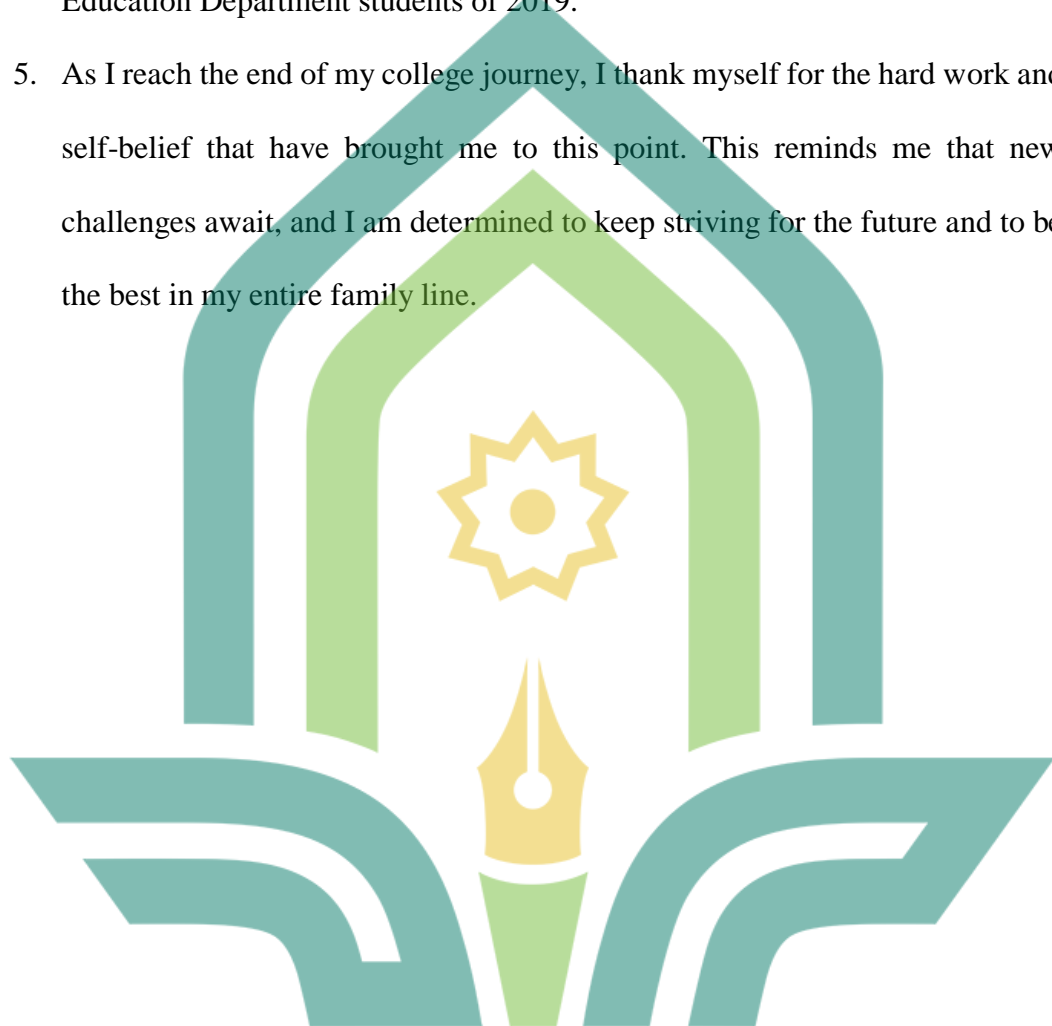 Education Department students of 2019.
5. As I reach the end of my college journey, I thank myself for the hard work and
self-belief that have brought me to this point. This reminds me that new
challenges await, and I am determined to keep striving for the future and to be
the best in my entire family line.